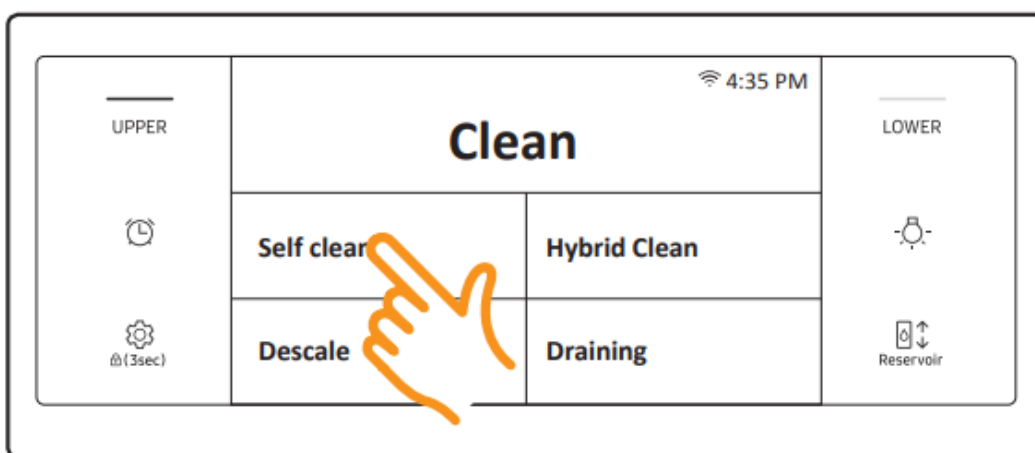 4:35 PM
UPPER
Clean
LOWER
Self clean
Hybrid Clean
Descale
Draining
(3sec)
Reservoir